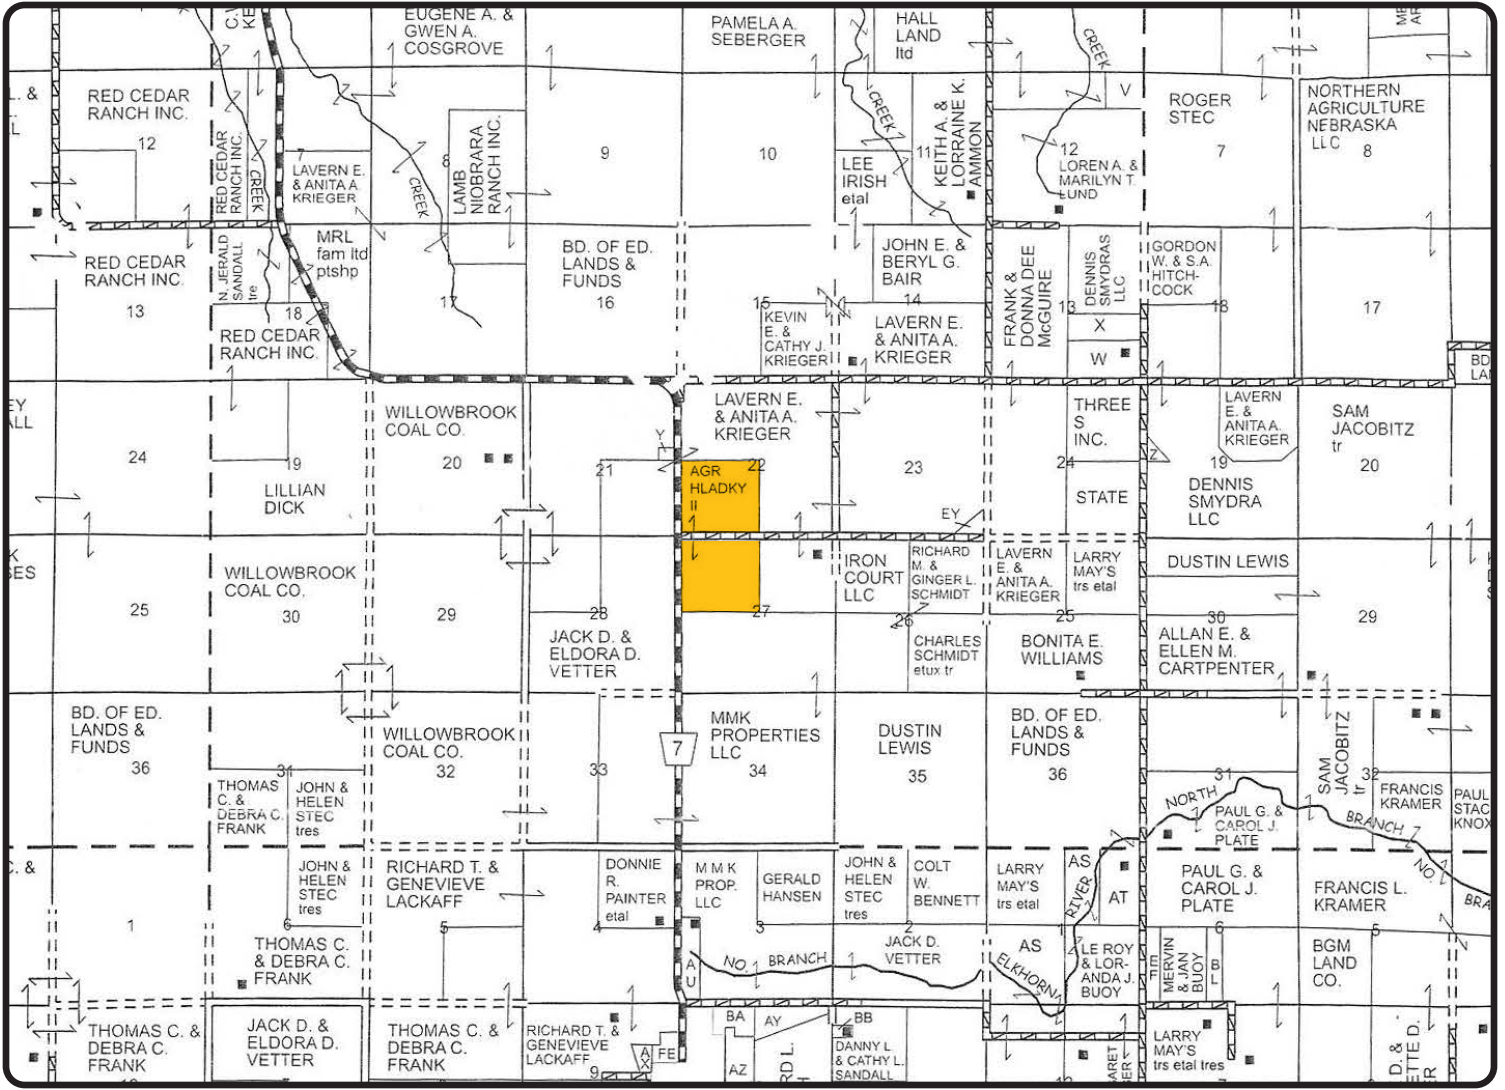 EUGENE A. &
GWEN A.
COSGROVE
PAMELA A.
SEBERGER
HALL
LAND
ltd
CREEK
RED CEDAR
RANCH INC.
12
RED CEDAR
RANCH INC.
CREEK
7
LAVERN E.
& ANITA A.
KRIEGER
CREEK
8
LAMB
NIOBRARA
RANCH INC.
9
10
CREEK
LEE
IRISH
etal
11
KEITH A. &
LORRAINE K.
AMMON
V
12
LOREN A. &
MARILYN T.
LUND
ROGER
STEC
7
NORTHERN
AGRICULTURE
NEBRASKA
LLC
8
RED CEDAR
RANCH INC.
13
N. JERALD
SANDALL
tre
MRL
fam ltd
ptshp
18
RED CEDAR
RANCH INC.
17
BD. OF ED.
LANDS &
FUNDS
16
15
KEVIN
E. &
CATHY J.
KRIEGER
JOHN E. &
BERYL G.
BAIR
14
LAVERN E.
& ANITA A.
KRIEGER
FRANK &
DONNA DEE
McGUIRE
13
DENNIS
SMYDRAS
LLC
X
W
GORDON
W. & S.A.
HITCH-
COCK
18
17
24
19
LILLIAN
DICK
WILLOWBROOK
COAL CO.
20
21
Y
LAVERN E.
& ANITA A.
KRIEGER
22
AGR
HLADKY
II
23
EY
THREE
S
INC.
24
STATE
Z
LAVERN
E. &
ANITA A.
KRIEGER
19
DENNIS
SMYDRA
LLC
SAM
JACOBITZ
tr
20
25
WILLOWBROOK
COAL CO.
30
29
28
JACK D. &
ELDORA D.
VETTER
27
IRON
COURT
LLC
RICHARD
M. &
GINGER L.
SCHMIDT
26
CHARLES
SCHMIDT
etux tr
LAVERN
E. &
ANITA A.
KRIEGER
LARRY
MAY'S
trs etal
25
BONITA E.
WILLIAMS
DUSTIN LEWIS
30
ALLAN E. &
ELLEN M.
CARTPENTER
29
BD. OF ED.
LANDS &
FUNDS
36
31
THOMAS
C. &
DEBRA C.
FRANK
JOHN &
HELEN
STEC
tres
WILLOWBROOK
COAL CO.
32
33
7
MMK
PROPERTIES
LLC
34
DUSTIN
LEWIS
35
BD. OF ED.
LANDS &
FUNDS
36
31
NORTH
BRANCH
PAUL G. &
CAROL J.
PLATE
SAM
JACOBITZ
tr
32
FRANCIS
KRAMER
PAUL
STAC
KNOX
C. &
1
JOHN &
HELEN
STEC
tres
6
THOMAS C.
& DEBRA C.
FRANK
RICHARD T. &
GENEVIEVE
LACKAFF
5
DONNIE
R.
PAINTER
etal
4
M M K
PROP.
LLC
GERALD
HANSEN
3
A
U
NO. BRANCH
JOHN &
HELEN
STEC
tres
COLT
W.
BENNETT
2
JACK D.
VETTER
LARRY
MAY'S
trs etal
AS
RIVER
AT
1
AS
ELKHORN
LE ROY
& LOR-
ANDA J.
BUOY
PAUL G. &
CAROL J.
PLATE
6
MERVIN
& JAN
BUOY
B
L
FRANCIS L.
KRAMER
5
BGM
LAND
CO.
NO.
BRA
THOMAS C. &
DEBRA C.
FRANK
JACK D. &
ELDORA D.
VETTER
THOMAS C. &
DEBRA C.
FRANK
RICHARD T. &
GENEVIEVE
LACKAFF
9
A
X
FE
BA
AY
AZ
BB
DANNY L
& CATHY L.
SANDALL
LARRY
MAY'S
trs etal tres